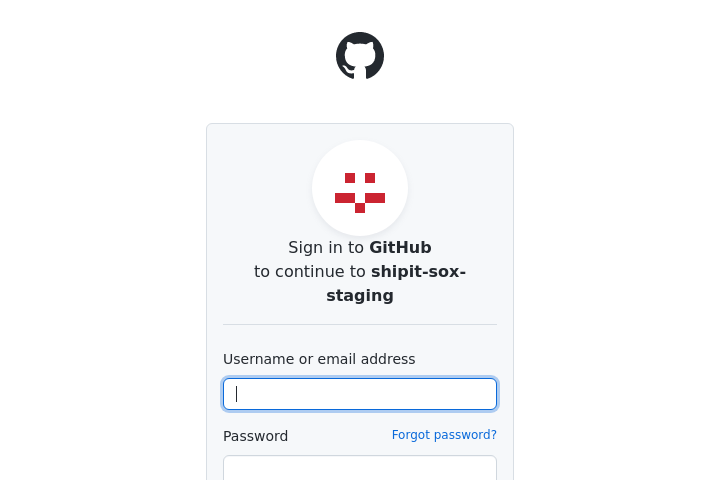 Sign in to GitHub
to continue to shipit-sox-
staging
Username or email address
Password
Forgot password?